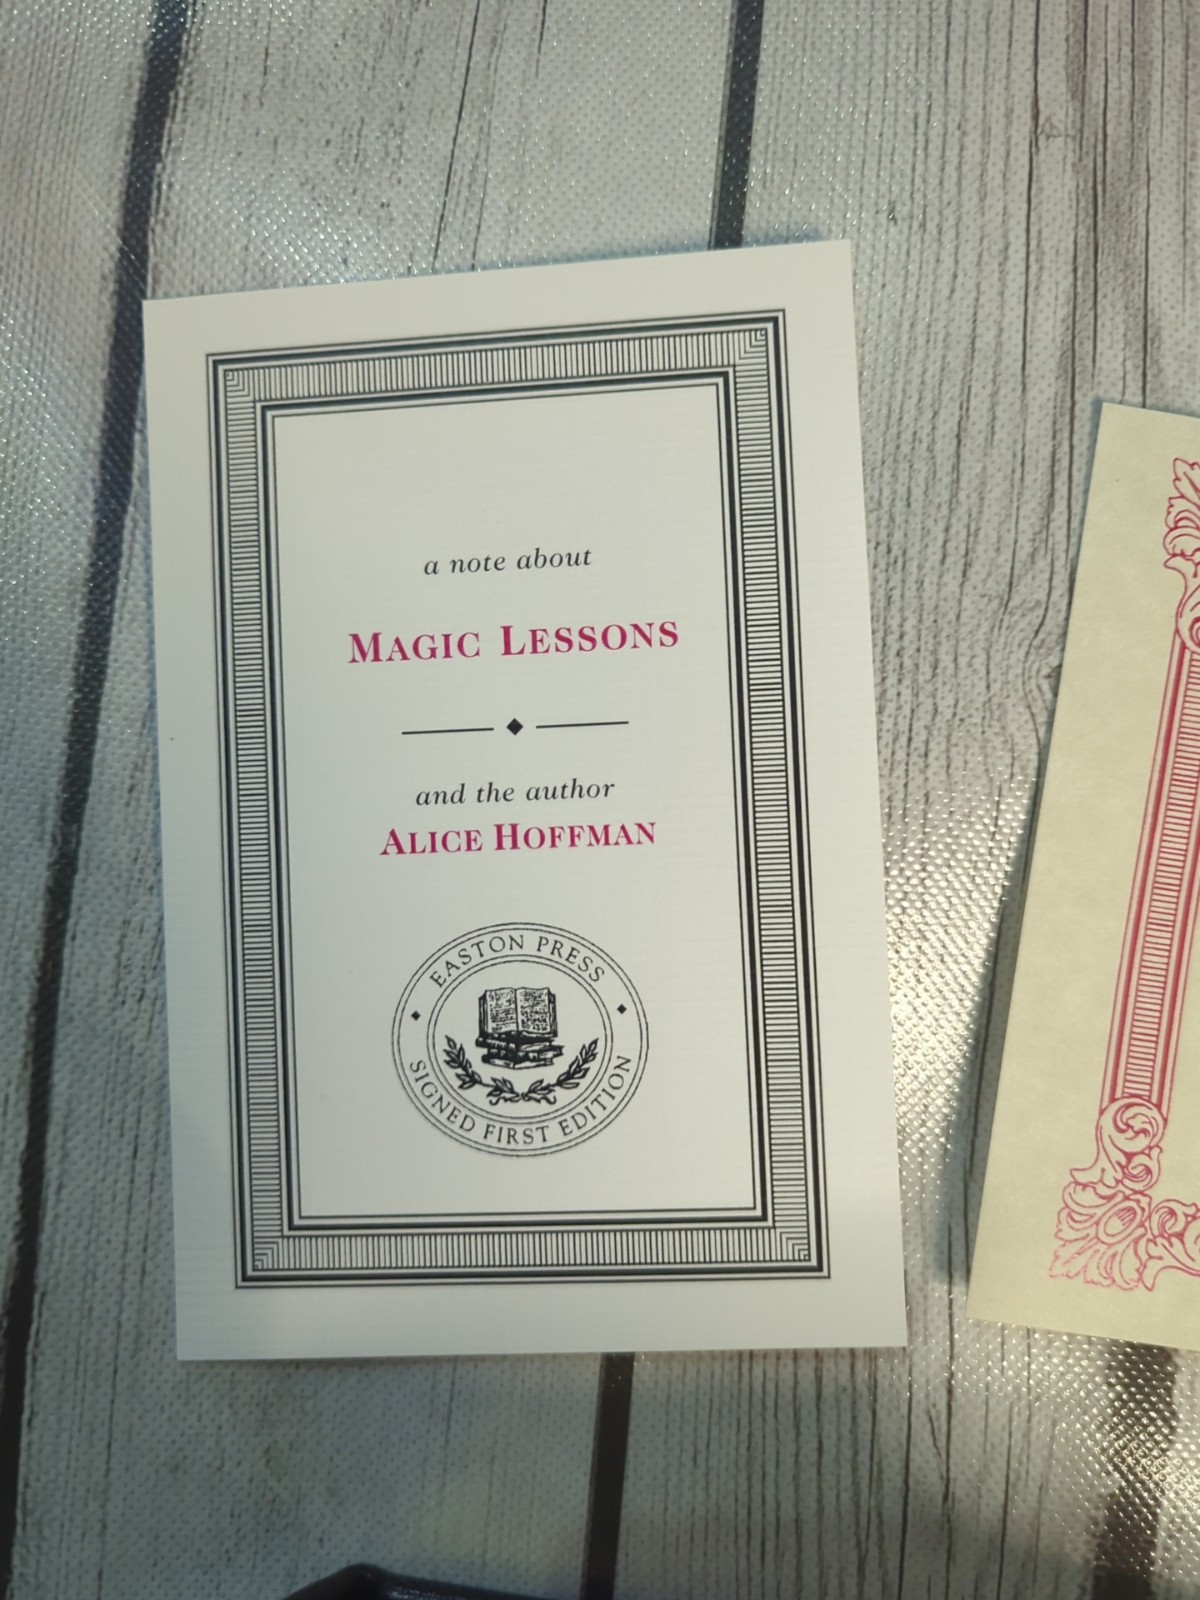 a note about
MAGIC LESSONS
and the author
ALICE HOFFMAN
EASTON PRESS
SIGNED FIRST EDITION